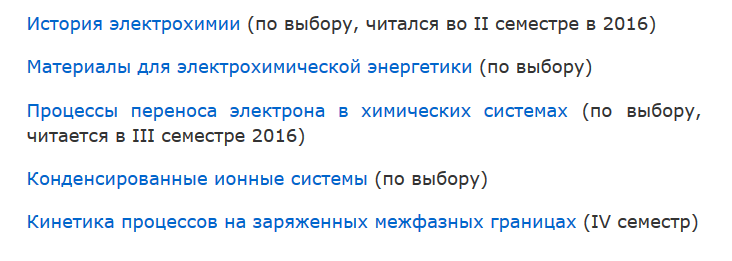 История электрохимии (по выбору, читался во II семестре в 2016)
Материалы для электрохимической энергетики (по выбору)
Процессы переноса электрона в химических системах (по выбору,
читается в III семестре 2016)
Конденсированные ионные системы (по выбору)
Кинетика процессов на заряженных межфазных границах (IV семестр)